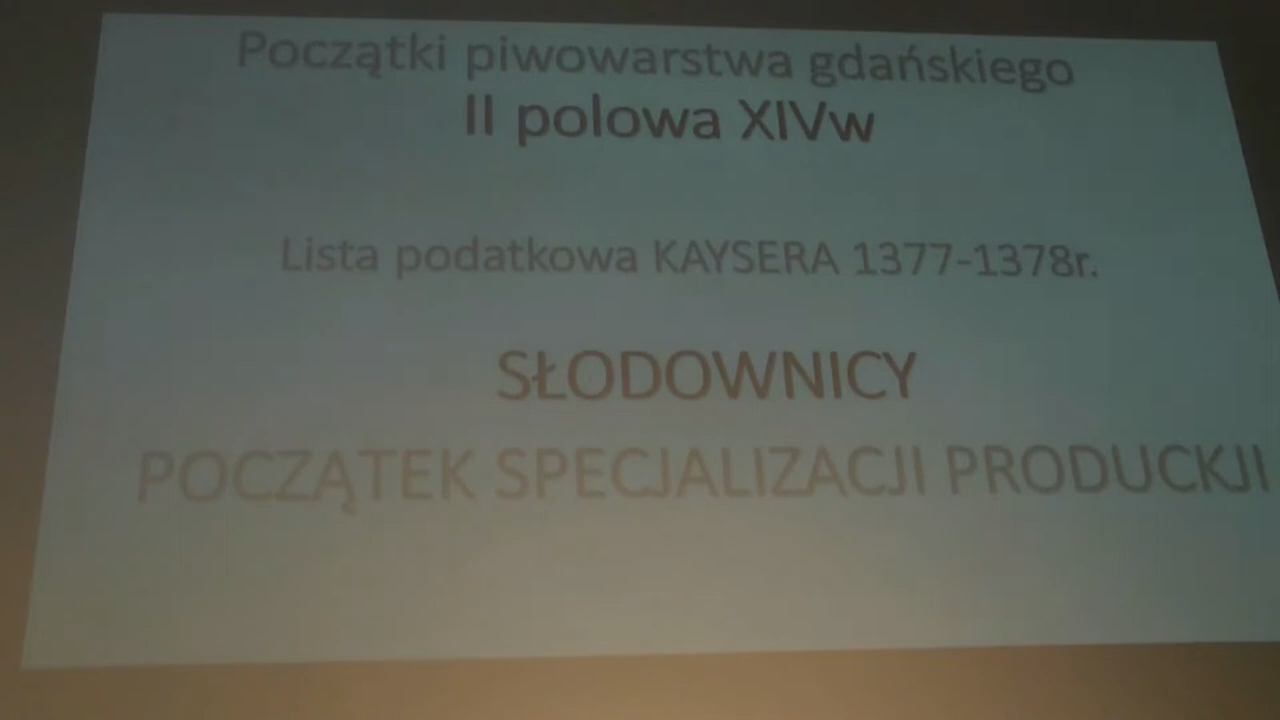 Początki piwowarstwa gdańskiego
II polowa XIVw
Lista podatkowa KAYSERA 1377-1378r.
SŁODOWNICY
POCZĄTEK SPECJALIZACJI PRODUCKJI